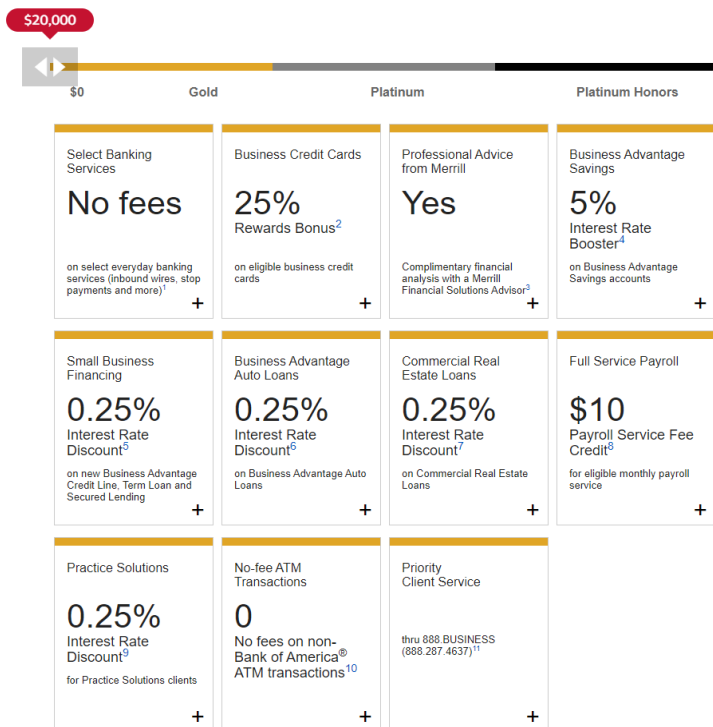 $20,000
$0 Gold Platinum Platinum Honors
Select Banking
Services
No fees
on select everyday banking
services (inbound wires, stop
payments and more)1
+
Business Credit Cards
25%
Rewards Bonus2
on eligible business credit
cards
+
Professional Advice
from Merrill
Yes
Complimentary financial
analysis with a Merrill
Financial Solutions Advisor3
+
Business Advantage
Savings
5%
Interest Rate
Booster4
on Business Advantage
Savings accounts
+
Small Business
Financing
0.25%
Interest Rate
Discount5
on new Business Advantage
Credit Line, Term Loan and
Secured Lending
+
Business Advantage
Auto Loans
0.25%
Interest Rate
Discount6
on Business Advantage Auto
Loans
+
Commercial Real
Estate Loans
0.25%
Interest Rate
Discount7
on Commercial Real Estate
Loans
+
Full Service Payroll
$10
Payroll Service Fee
Credit8
for eligible monthly payroll
service
+
Practice Solutions
0.25%
Interest Rate
Discount9
for Practice Solutions clients
+
No-fee ATM
Transactions
0
No fees on non-
Bank of America®
ATM transactions10
+
Priority
Client Service
thru 888.BUSINESS
(888.287.4637)11
+